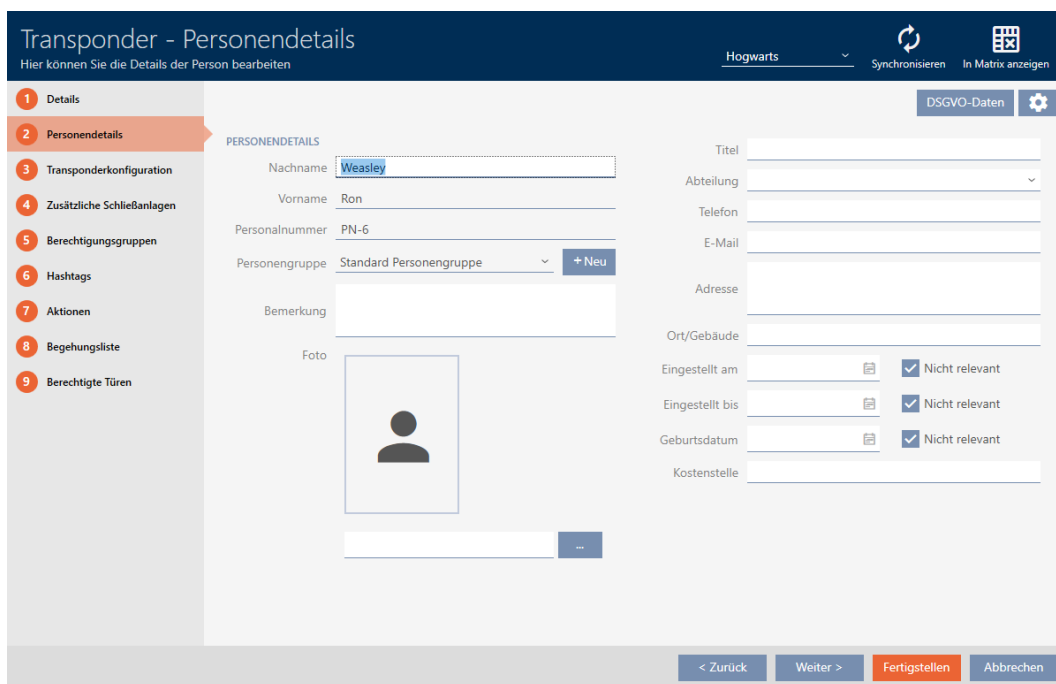 Transponder - Personendetails
Hier können Sie die Details der Person bearbeiten
Hogwarts
Synchronisieren
In Matrix anzeigen
1 Details
2 Personendetails
3 Transponderkonfiguration
4 Zusätzliche Schließanlagen
5 Berechtigungsgruppen
6 Hashtags
7 Aktionen
8 Begehungsliste
9 Berechtigte Türen
DSGVO-Daten
PERSONENDETAILS
Nachname Weasley
Vorname Ron
Personalnummer PN-6
Personengruppe Standard Personengruppe + Neu
Bemerkung
Foto
...
Titel
Abteilung
Telefon
E-Mail
Adresse
Ort/Gebäude
Eingestellt am Nicht relevant
Eingestellt bis Nicht relevant
Geburtsdatum Nicht relevant
Kostenstelle
< Zurück
Weiter >
Fertigstellen
Abbrechen